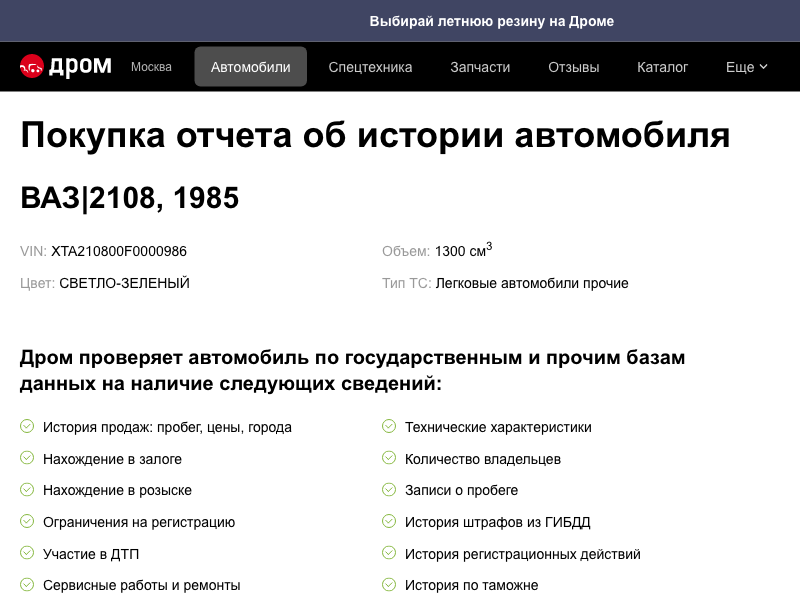 Выбирай летнюю резину на Дроме
дром Москва Автомобили Спецтехника Запчасти Отзывы Каталог Еще
Покупка отчета об истории автомобиля
ВАЗ|2108, 1985
VIN: XTA210800F0000986 Объем: 1300 см³
Цвет: СВЕТЛО-ЗЕЛЕНЫЙ Тип ТС: Легковые автомобили прочие
Дром проверяет автомобиль по государственным и прочим базам
данных на наличие следующих сведений:
История продаж: пробег, цены, города Технические характеристики
Нахождение в залоге Количество владельцев
Нахождение в розыске Записи о пробеге
Ограничения на регистрацию История штрафов из ГИБДД
Участие в ДТП История регистрационных действий
Сервисные работы и ремонты История по таможне